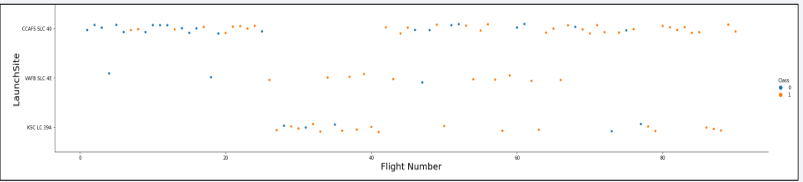 LaunchSite
CCAFS SLC 40
VAFB SLC 4E
KSC LC 39A
0 20 40 60 80
Flight Number
Class
0
1